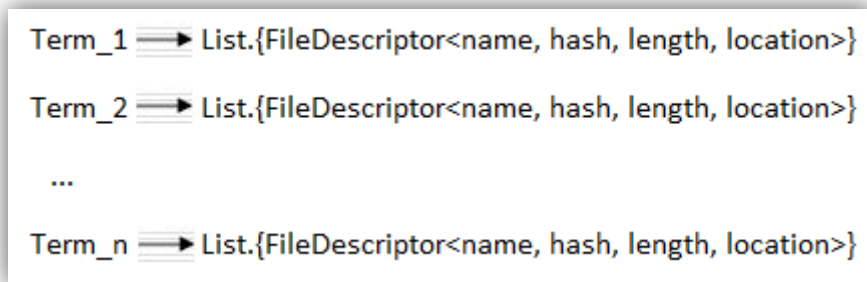 Term_1 → List.{FileDescriptor<name, hash, length, location>}
Term_2 → List.{FileDescriptor<name, hash, length, location>}
...
Term_n → List.{FileDescriptor<name, hash, length, location>}